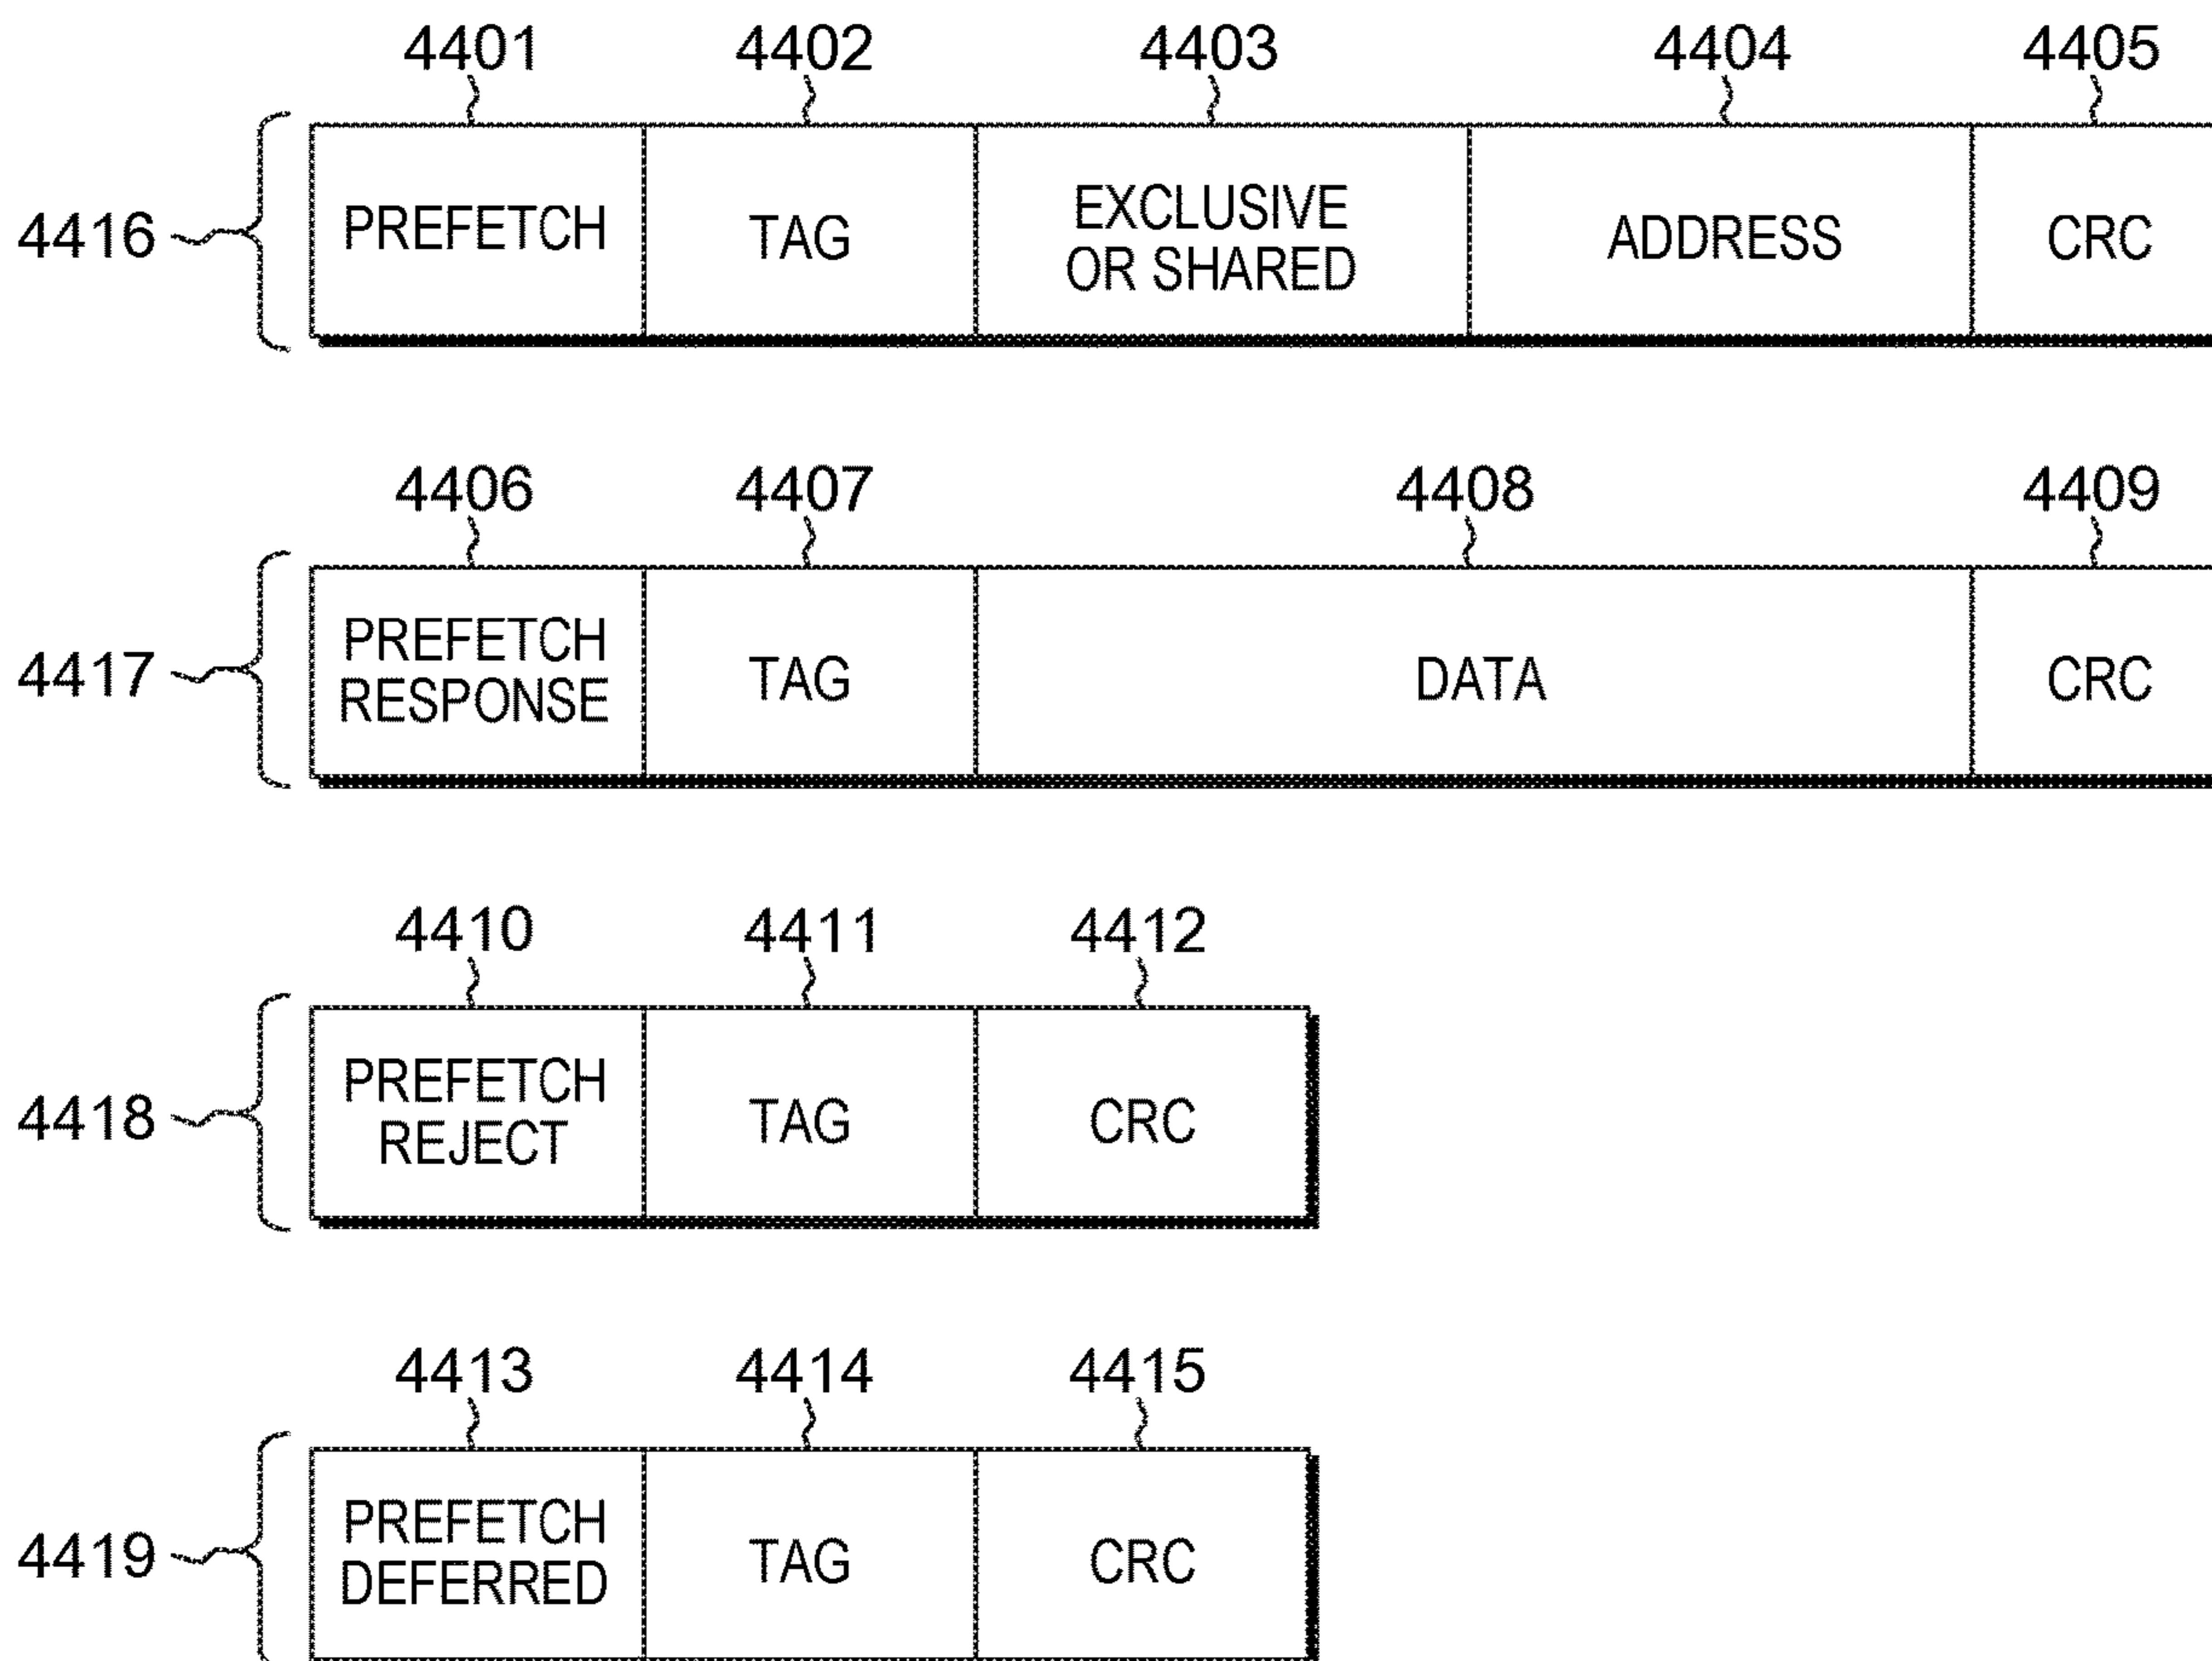 4401 4402 4403 4404 4405
4416
PREFETCH
TAG
EXCLUSIVE
OR SHARED
ADDRESS
CRC
4406 4407 4408 4409
4417
PREFETCH
RESPONSE
TAG
DATA
CRC
4410 4411 4412
4418
PREFETCH
REJECT
TAG
CRC
4413 4414 4415
4419
PREFETCH
DEFERRED
TAG
CRC